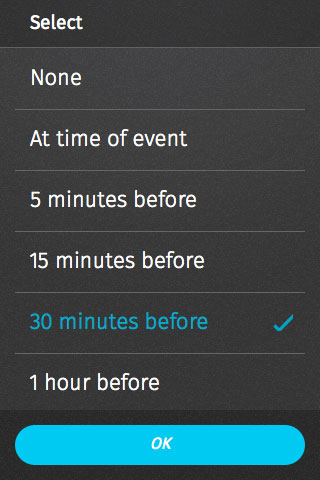 Select
None
At time of event
5 minutes before
15 minutes before
30 minutes before
1 hour before
OK